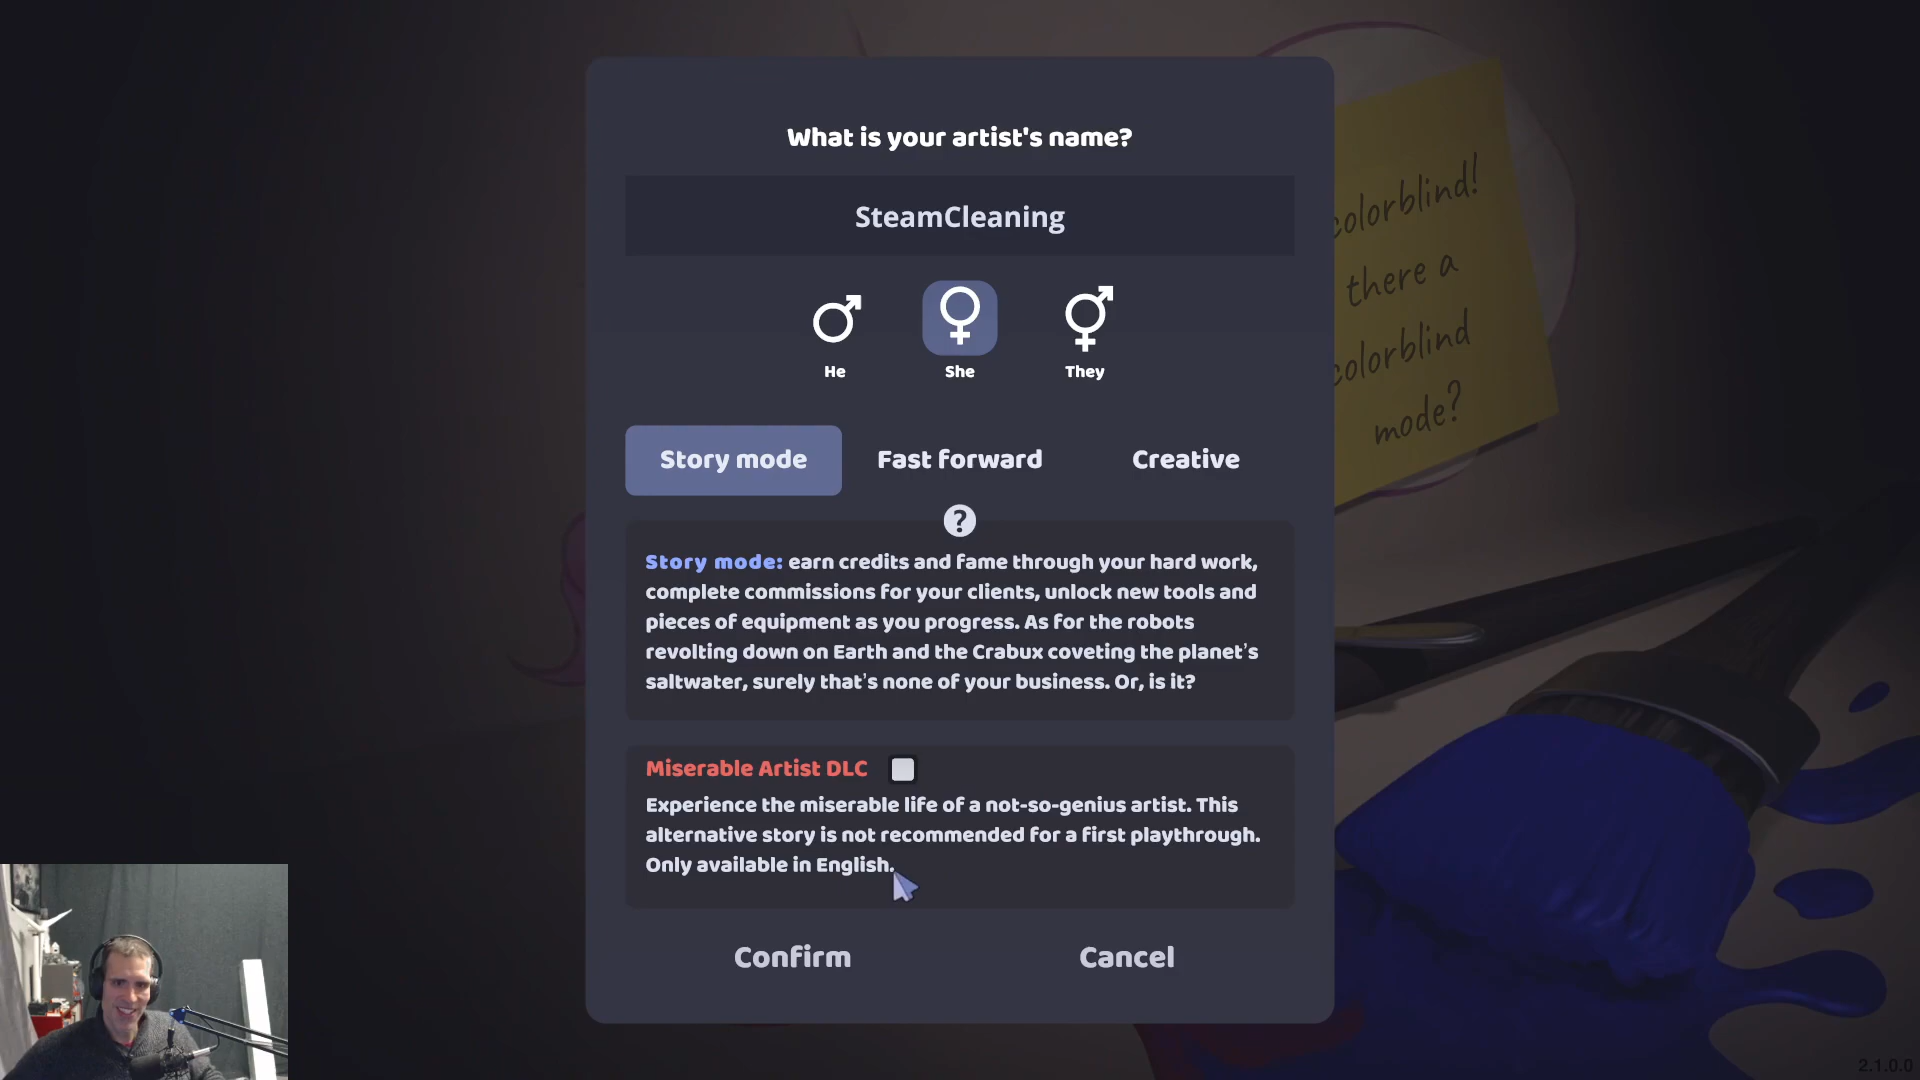 What is your artist's name?
SteamCleaning
He She They
Story mode Fast forward Creative
?
Story mode: earn credits and fame through your hard work,
complete commissions for your clients, unlock new tools and
pieces of equipment as you progress. As for the robots
revolting down on Earth and the Crabux coveting the planet's
saltwater, surely that's none of your business. Or, is it?
Miserable Artist DLC
Experience the miserable life of a not-so-genius artist. This
alternative story is not recommended for a first playthrough.
Only available in English.
Confirm Cancel
colorblind!
there a
colorblind
mode?
2.1.0.0